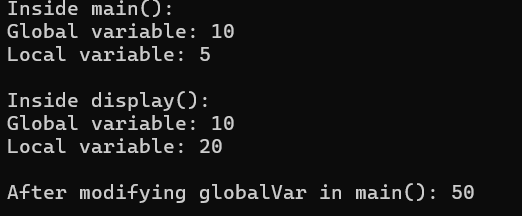 Inside main():
Global variable: 10
Local variable: 5
Inside display():
Global variable: 10
Local variable: 20
After modifying globalVar in main(): 50